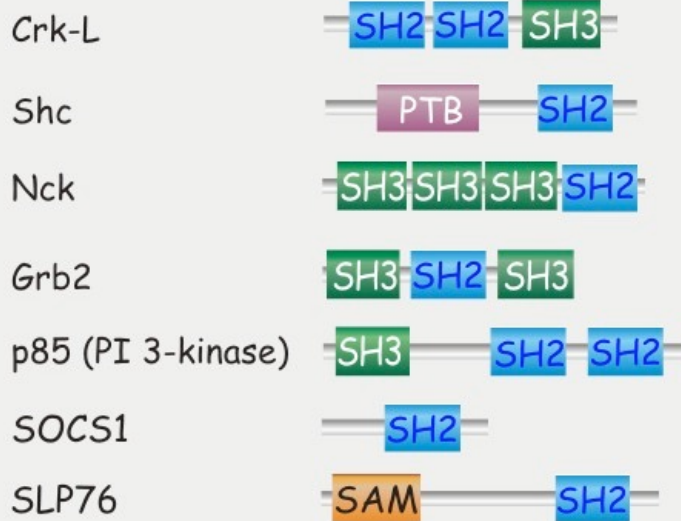 Crk-L SH2 SH2 SH3
Shc PTB SH2
Nck SH3 SH3 SH3 SH2
Grb2 SH3 SH2 SH3
p85 (PI 3-kinase) SH3 SH2 SH2
SOCS1 SH2
SLP76 SAM SH2